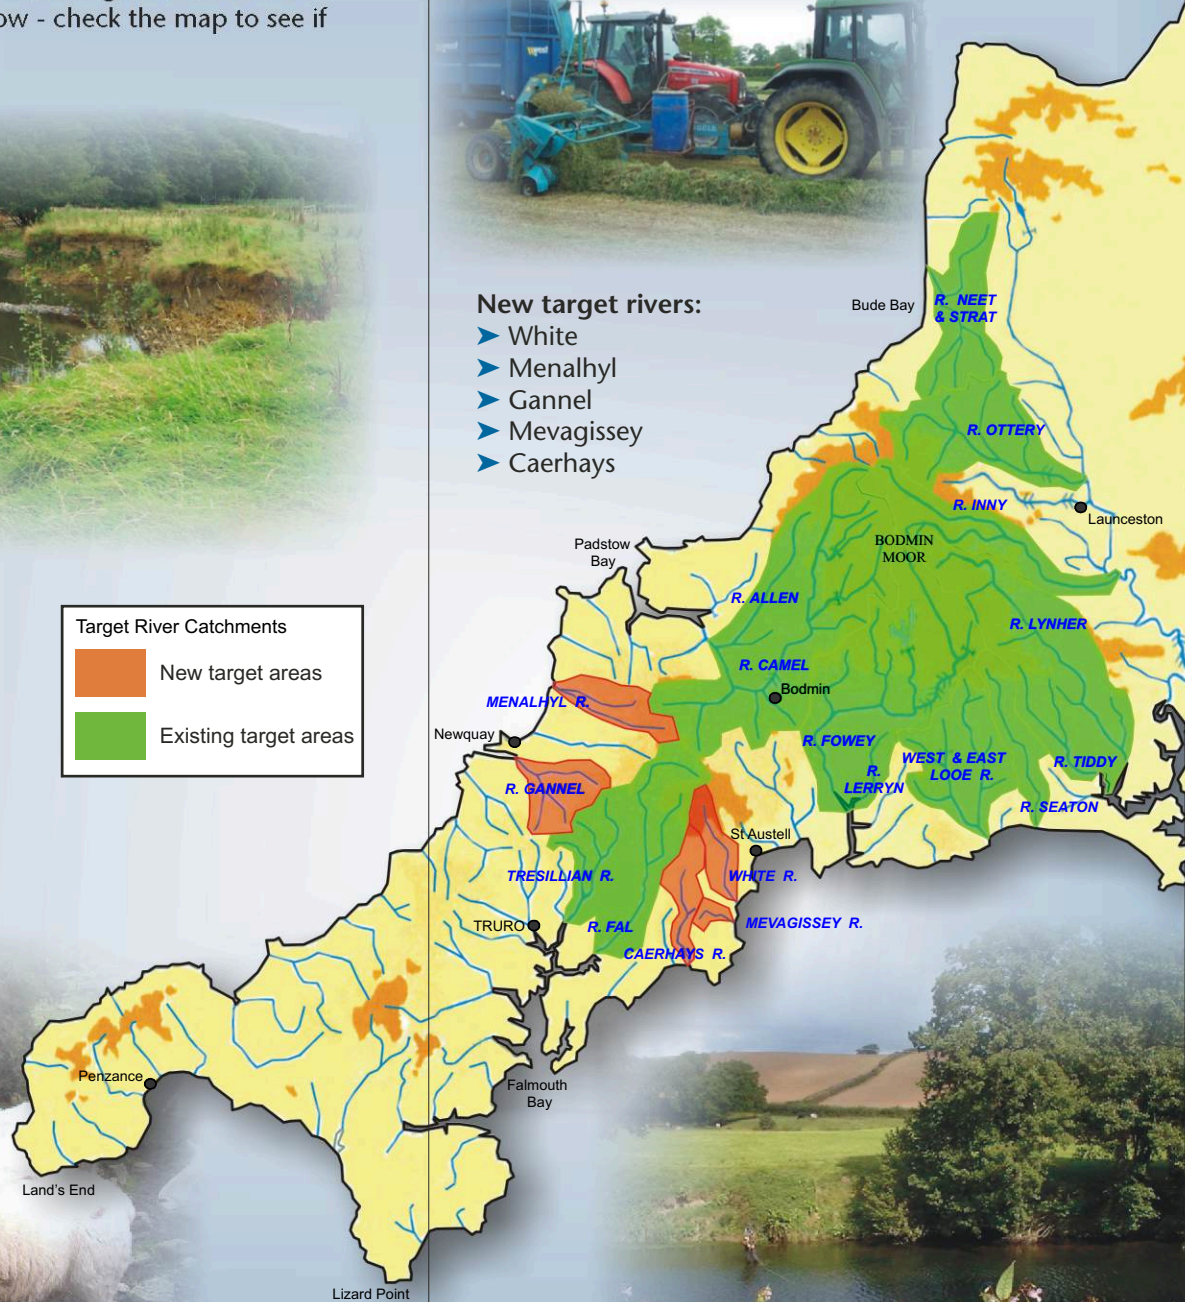 ow - check the map to see if
New target rivers:
➤ White
➤ Menalhyl
➤ Gannel
➤ Mevagissey
➤ Caerhays
Target River Catchments
New target areas
Existing target areas
Bude Bay
R. NEET
& STRAT
R. OTTERY
R. INNY
Launceston
BODMIN
MOOR
Padstow
Bay
R. ALLEN
R. LYNHER
R. CAMEL
Bodmin
MENALHYL R.
Newquay
R. FOWEY
WEST & EAST
LOOE R.
R. TIDDY
R.
LERRYN
R. SEATON
R. GANNEL
St Austell
TRESILLIAN R.
WHITE R.
TRURO
R. FAL
MEVAGISSEY R.
CAERHAYS R.
Penzance
Falmouth
Bay
Land's End
Lizard Point